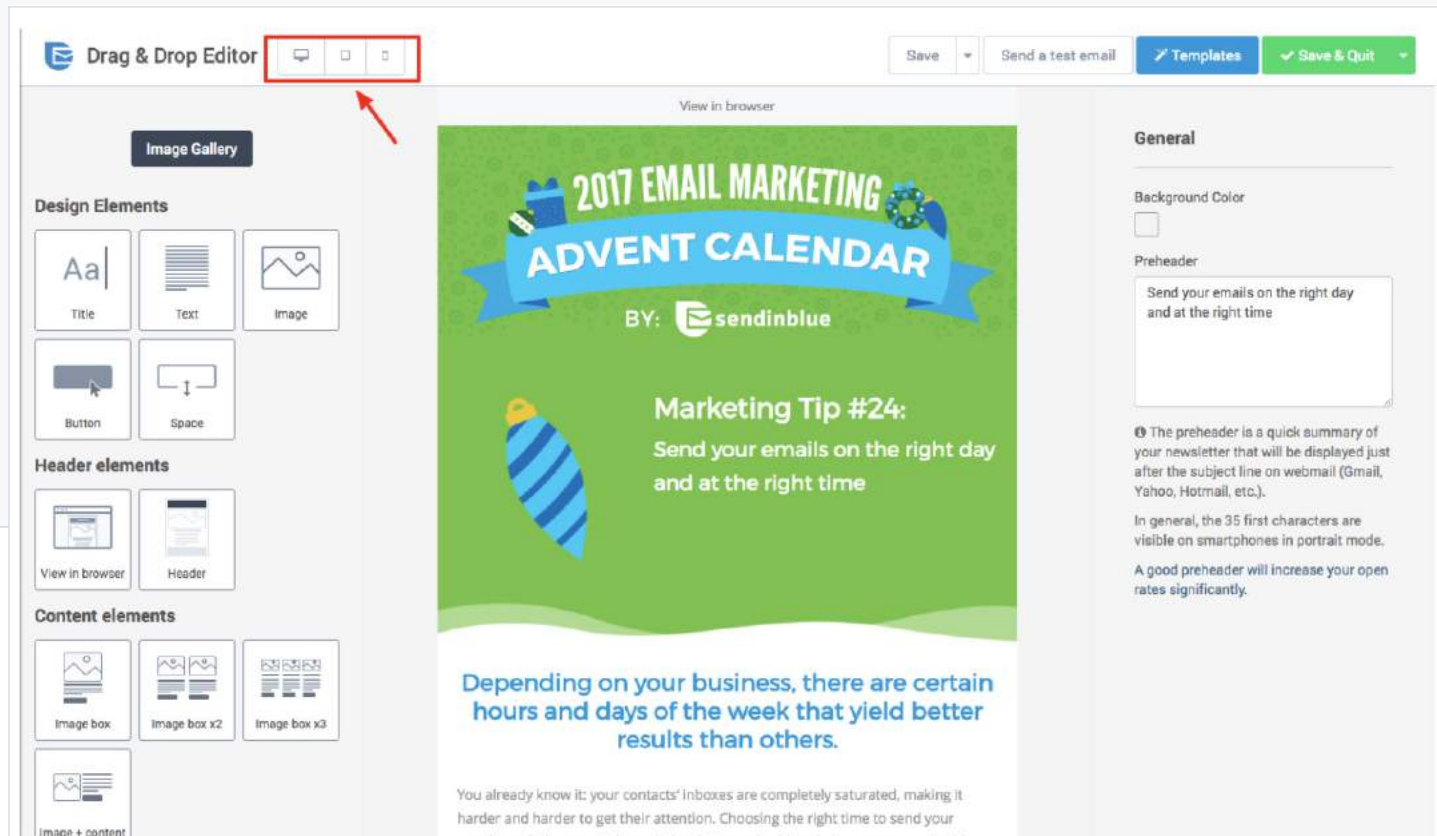 Drag & Drop Editor
Save
Send a test email
Templates
Save & Quit
Image Gallery
Design Elements
Aa
Title
Text
Image
Button
Space
Header elements
View in browser
Header
Content elements
Image box
Image box x2
Image box x3
Image + content
View in browser
2017 EMAIL MARKETING
ADVENT CALENDAR
BY: sendinblue
Marketing Tip #24:
Send your emails on the right day
and at the right time
Depending on your business, there are certain
hours and days of the week that yield better
results than others.
You already know it: your contacts' inboxes are completely saturated, making it
harder and harder to get their attention. Choosing the right time to send your
General
Background Color
Preheader
Send your emails on the right day
and at the right time
The preheader is a quick summary of
your newsletter that will be displayed just
after the subject line on webmail (Gmail,
Yahoo, Hotmail, etc.).
In general, the 35 first characters are
visible on smartphones in portrait mode.
A good preheader will increase your open
rates significantly.